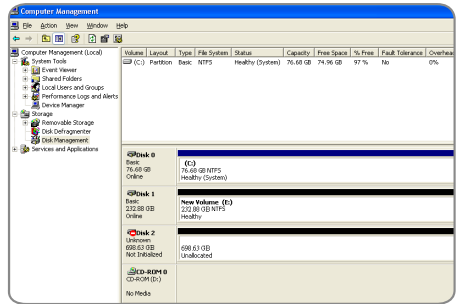 Computer Management
File Action View Window Help
Computer Management (Local)
System Tools
Event Viewer
Shared Folders
Local Users and Groups
Performance Logs and Alerts
Device Manager
Storage
Removable Storage
Disk Defragmenter
Disk Management
Services and Applications
Volume Layout Type File System Status Capacity Free Space % Free Fault Tolerance Overhea
(C:) Partition Basic NTFS Healthy (System) 76.68 GB 74.96 GB 97 % No 0%
Disk 0
Basic
76.68 GB
Online
(C:)
76.68 GB NTFS
Healthy (System)
Disk 1
Basic
232.88 GB
Online
New Volume (E:)
232.88 GB NTFS
Healthy
Disk 2
Unknown
698.63 GB
Not Initialized
698.63 GB
Unallocated
CD-ROM 0
CD-ROM (D:)
No Media